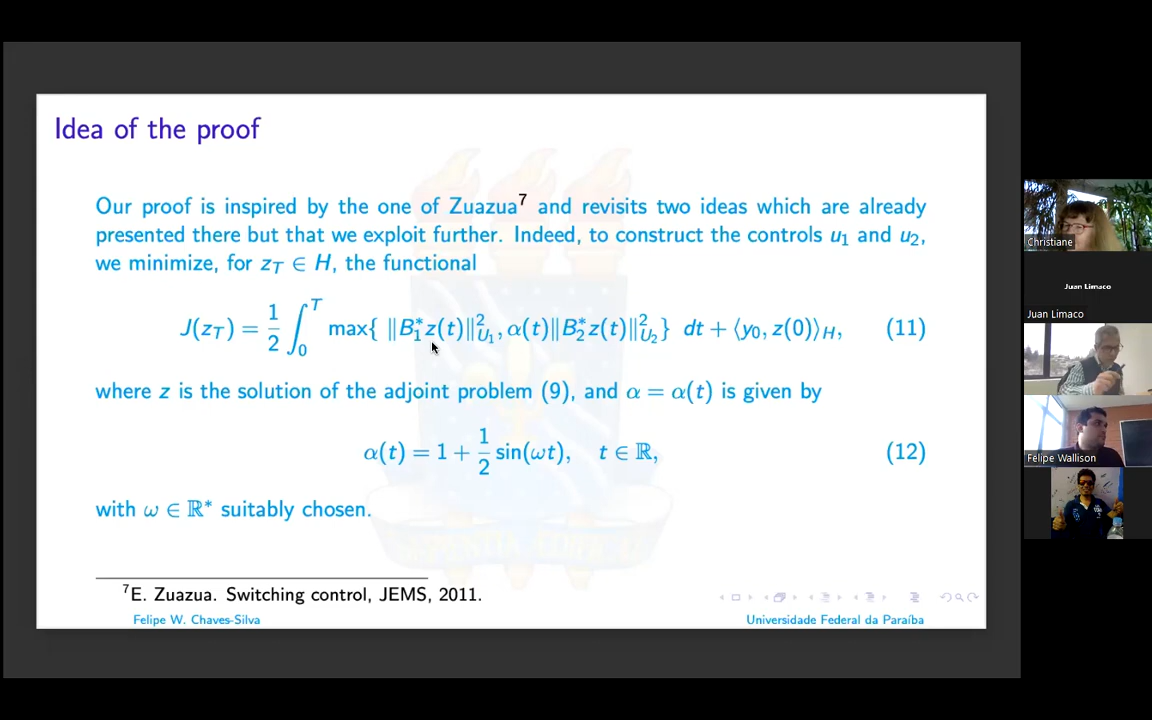 Idea of the proof
Our proof is inspired by the one of Zuazua⁷ and revisits two ideas which are already
presented there but that we exploit further. Indeed, to construct the controls u₁ and u₂,
we minimize, for z_T ∈ H, the functional
J(z_T) = 1/2 ∫₀ᵀ max{ ‖B₁*z(t)‖²_{U₁}, α(t)‖B₂*z(t)‖²_{U₂} } dt + ⟨y₀, z(0)⟩_H, (11)
where z is the solution of the adjoint problem (9), and α = α(t) is given by
α(t) = 1 + 1/2 sin(ωt), t ∈ ℝ, (12)
with ω ∈ ℝ* suitably chosen.
⁷E. Zuazua. Switching control, JEMS, 2011.
Felipe W. Chaves-Silva Universidade Federal da Paraíba
Christiane
Juan Limaco
Juan Limaco
Felipe Wallison